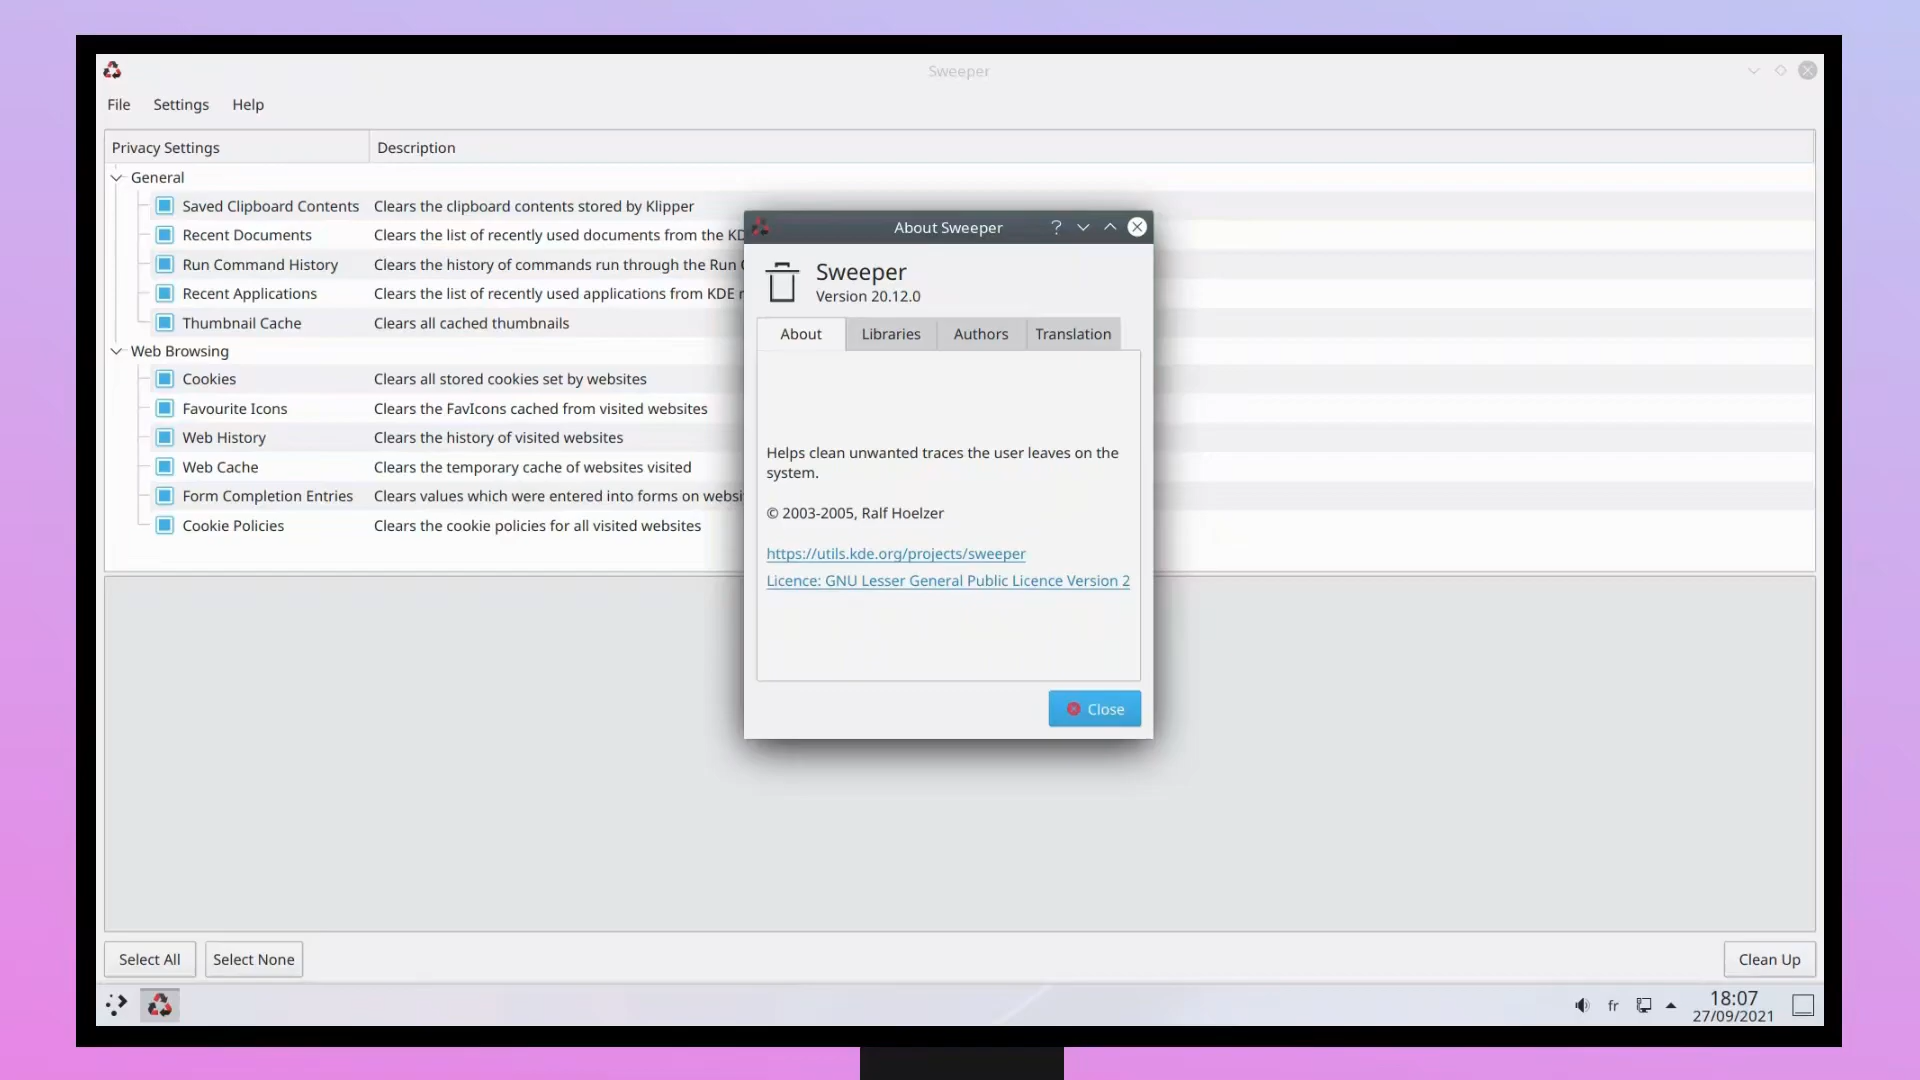 Sweeper
File Settings Help
Privacy Settings Description
General
Saved Clipboard Contents Clears the clipboard contents stored by Klipper
Recent Documents Clears the list of recently used documents from the KD
Run Command History Clears the history of commands run through the Run
Recent Applications Clears the list of recently used applications from KDE
Thumbnail Cache Clears all cached thumbnails
Web Browsing
Cookies Clears all stored cookies set by websites
Favourite Icons Clears the FavIcons cached from visited websites
Web History Clears the history of visited websites
Web Cache Clears the temporary cache of websites visited
Form Completion Entries Clears values which were entered into forms on websi
Cookie Policies Clears the cookie policies for all visited websites
About Sweeper ?
Sweeper
Version 20.12.0
About Libraries Authors Translation
Helps clean unwanted traces the user leaves on the
system.
© 2003-2005, Ralf Hoelzer
https://utils.kde.org/projects/sweeper
Licence: GNU Lesser General Public Licence Version 2
Close
Select All Select None Clean Up
fr 18:07
27/09/2021